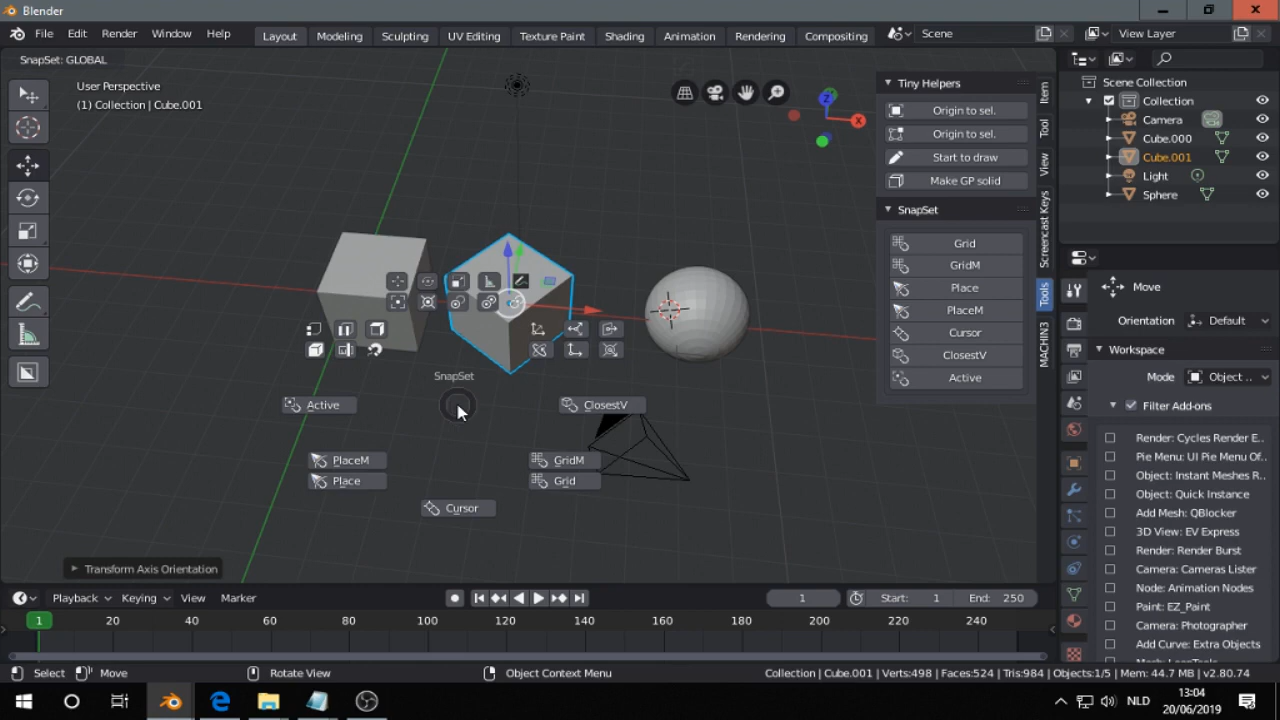 Blender
File Edit Render Window Help
Layout Modeling Sculpting UV Editing Texture Paint Shading Animation Rendering Compositing
Scene
View Layer
SnapSet: GLOBAL
User Perspective
(1) Collection | Cube.001
Z
X
Tiny Helpers
Origin to sel.
Origin to sel.
Start to draw
Make GP solid
SnapSet
Grid
GridM
Place
PlaceM
Cursor
ClosestV
Active
Item
Tool
View
Screencast Keys
Tools
MACHIN3
Scene Collection
Collection
Camera
Cube.000
Cube.001
Light
Sphere
Move
Orientation: Default
Workspace
Mode Object ..
Filter Add-ons
Render: Cycles Render E..
Pie Menu: UI Pie Menu Of..
Object: Instant Meshes R..
Object: Quick Instance
Add Mesh: QBlocker
3D View: EV Express
Render: Render Burst
Camera: Cameras Lister
Node: Animation Nodes
Paint: EZ_Paint
Camera: Photographer
Add Curve: Extra Objects
SnapSet
Active
ClosestV
PlaceM
GridM
Place
Grid
Cursor
Transform Axis Orientation
Playback Keying View Marker
1
Start: 1 End: 250
1 20 40 60 80 100 120 140 160 180 200 220 240
Select Move Rotate View Object Context Menu
Collection | Cube.001 | Verts:498 | Faces:524 | Tris:984 | Objects:1/5 | Mem: 44.7 MB | v2.80.74
NLD
13:04
20/06/2019